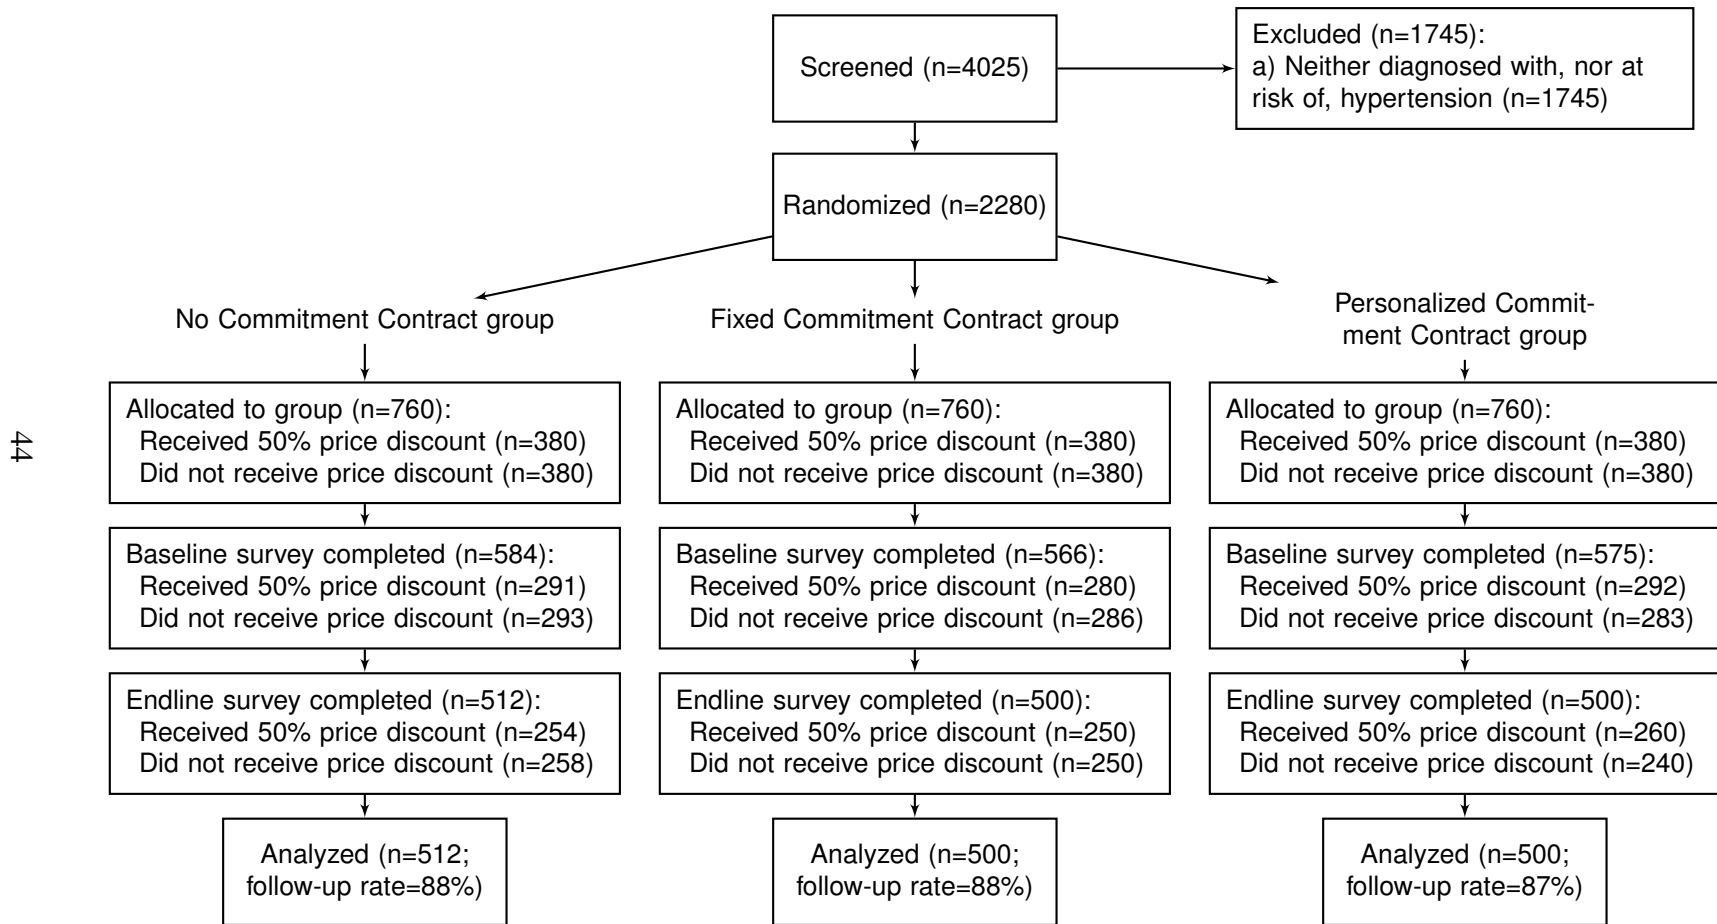 Screened (n=4025)
Excluded (n=1745):
a) Neither diagnosed with, nor at
risk of, hypertension (n=1745)
Randomized (n=2280)
No Commitment Contract group
Fixed Commitment Contract group
Personalized Commit-
ment Contract group
Allocated to group (n=760):
Received 50% price discount (n=380)
Did not receive price discount (n=380)
Allocated to group (n=760):
Received 50% price discount (n=380)
Did not receive price discount (n=380)
Allocated to group (n=760):
Received 50% price discount (n=380)
Did not receive price discount (n=380)
Baseline survey completed (n=584):
Received 50% price discount (n=291)
Did not receive price discount (n=293)
Baseline survey completed (n=566):
Received 50% price discount (n=280)
Did not receive price discount (n=286)
Baseline survey completed (n=575):
Received 50% price discount (n=292)
Did not receive price discount (n=283)
Endline survey completed (n=512):
Received 50% price discount (n=254)
Did not receive price discount (n=258)
Endline survey completed (n=500):
Received 50% price discount (n=250)
Did not receive price discount (n=250)
Endline survey completed (n=500):
Received 50% price discount (n=260)
Did not receive price discount (n=240)
Analyzed (n=512;
follow-up rate=88%)
Analyzed (n=500;
follow-up rate=88%)
Analyzed (n=500;
follow-up rate=87%)
44